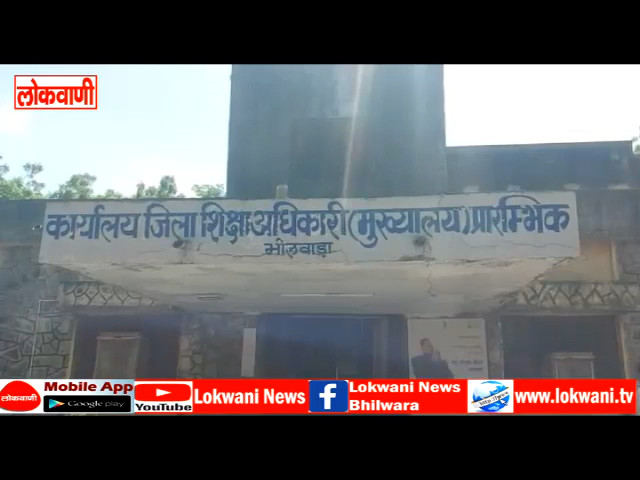 लोकवाणी
कार्यालय जिला शिक्षा अधिकारी (मुख्यालय) प्रारम्भिक
भीलवाड़ा
लोकवाणी
Mobile App
Google play
YouTube
Lokwani News
Lokwani News
Bhilwara
http://
www.lokwani.tv